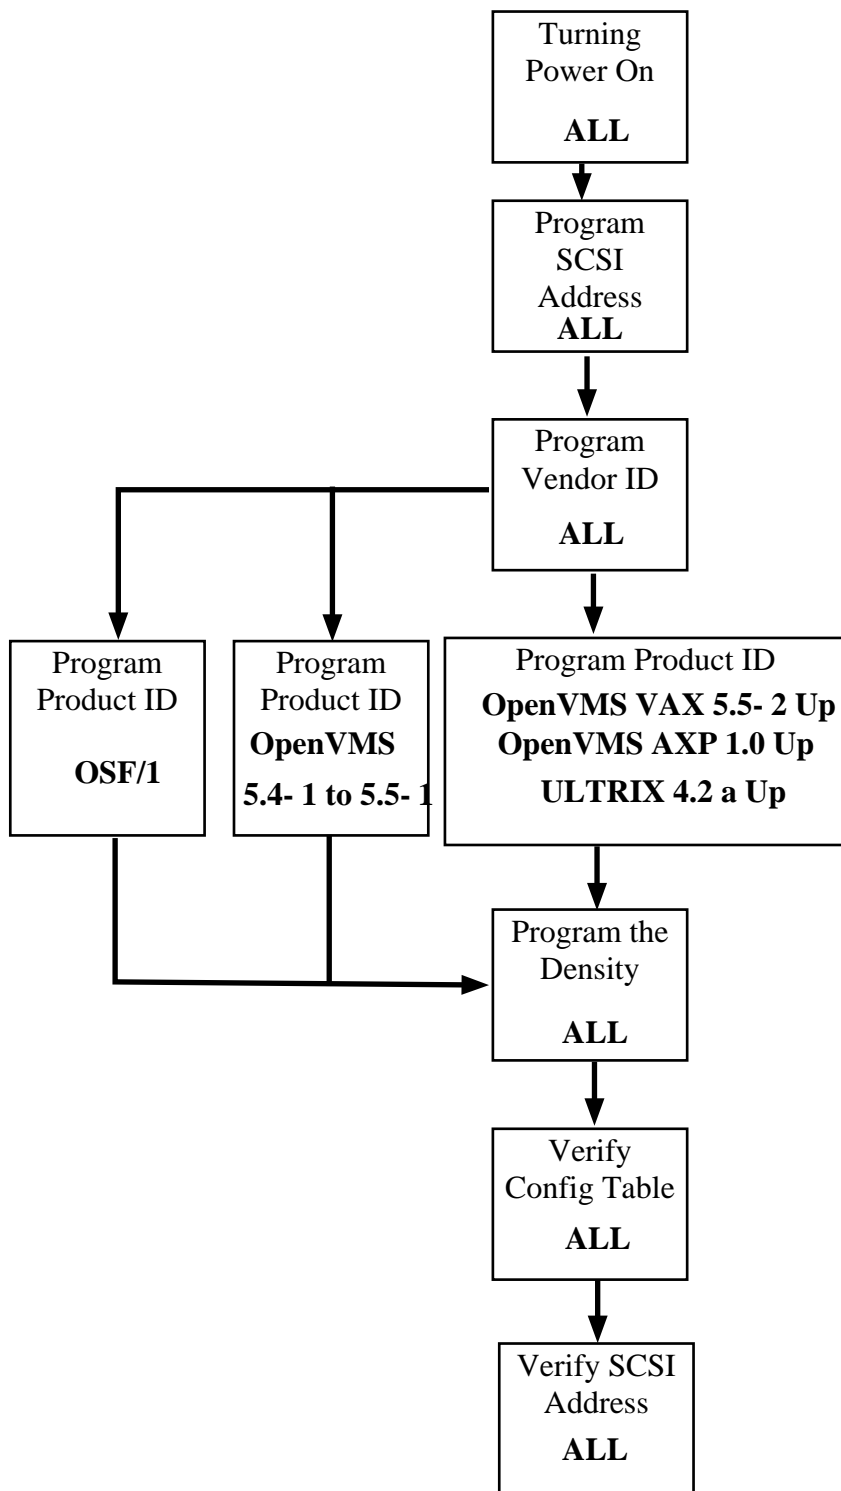 Turning
Power On
ALL
Program
SCSI
Address
ALL
Program
Vendor ID
ALL
Program
Product ID
OSF/1
Program
Product ID
OpenVMS
5.4- 1 to 5.5- 1
Program Product ID
OpenVMS VAX 5.5- 2 Up
OpenVMS AXP 1.0 Up
ULTRIX 4.2 a Up
Program the
Density
ALL
Verify
Config Table
ALL
Verify SCSI
Address
ALL